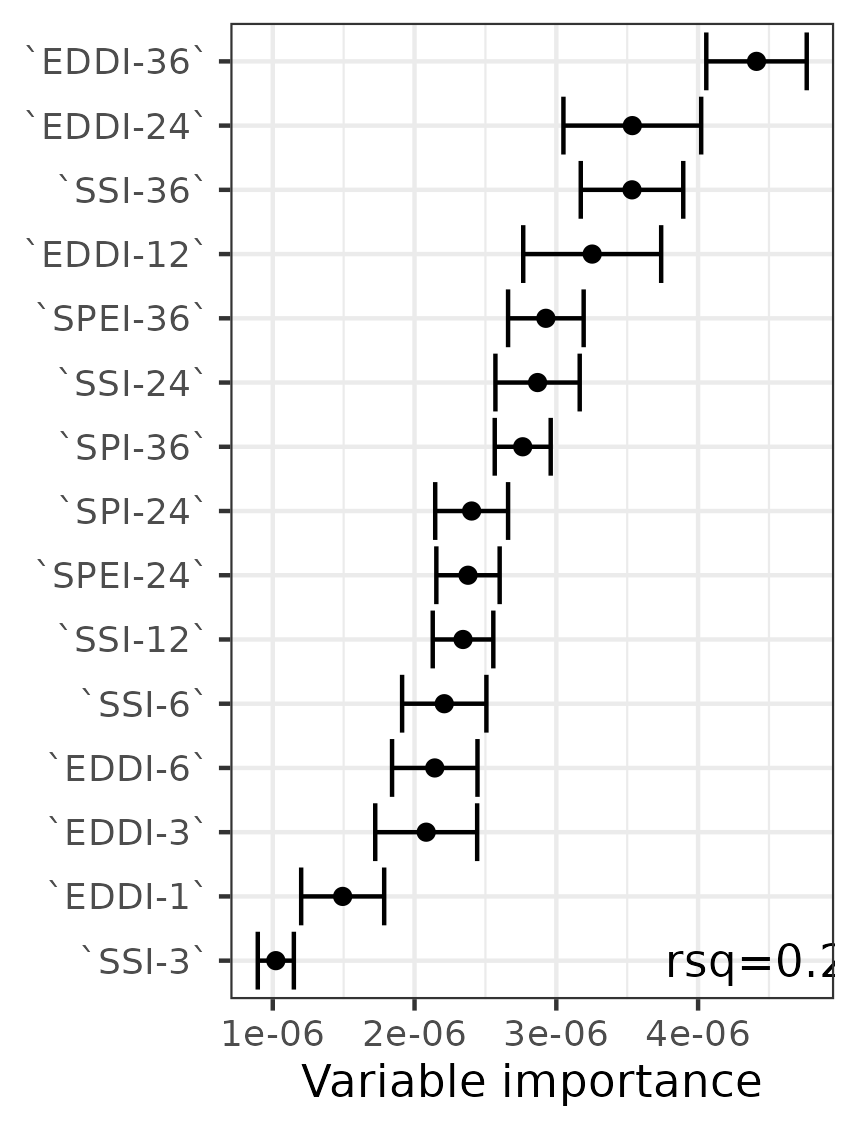 `EDDI-36`
`EDDI-24`
`SSI-36`
`EDDI-12`
`SPEI-36`
`SSI-24`
`SPI-36`
`SPI-24`
`SPEI-24`
`SSI-12`
`SSI-6`
`EDDI-6`
`EDDI-3`
`EDDI-1`
`SSI-3`
rsq=0.2
1e-06 2e-06 3e-06 4e-06
Variable importance